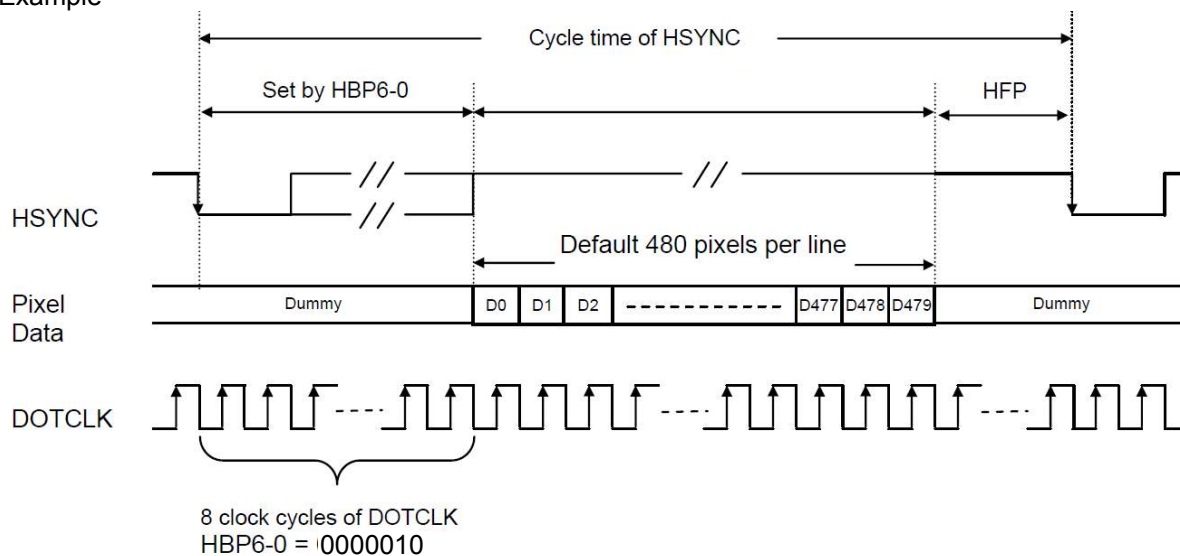 Example
Cycle time of HSYNC
Set by HBP6-0
HFP
HSYNC
Default 480 pixels per line
Pixel
Data
Dummy
D0
D1
D2
D477
D478
D479
Dummy
DOTCLK
8 clock cycles of DOTCLK
HBP6-0 = 0000010